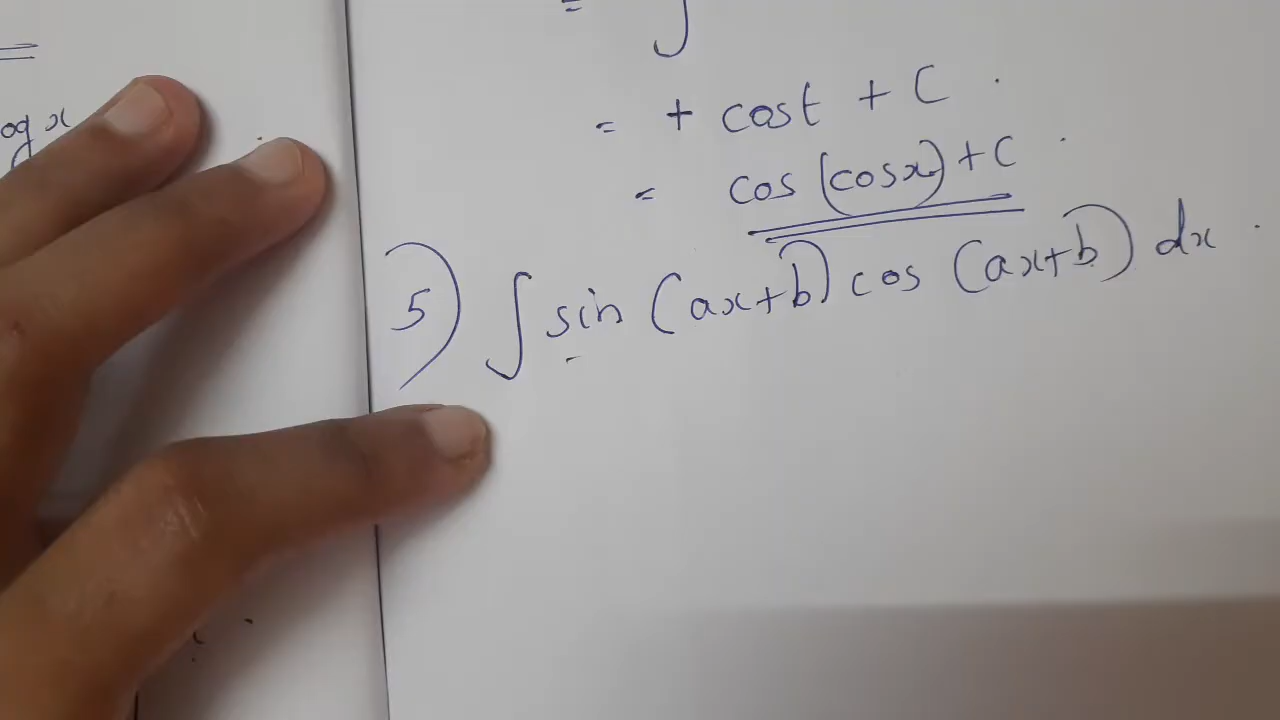 = ∫
= + cost + C
= cos (cosx) + C
5) ∫ sin (ax+b) cos (ax+b) dx